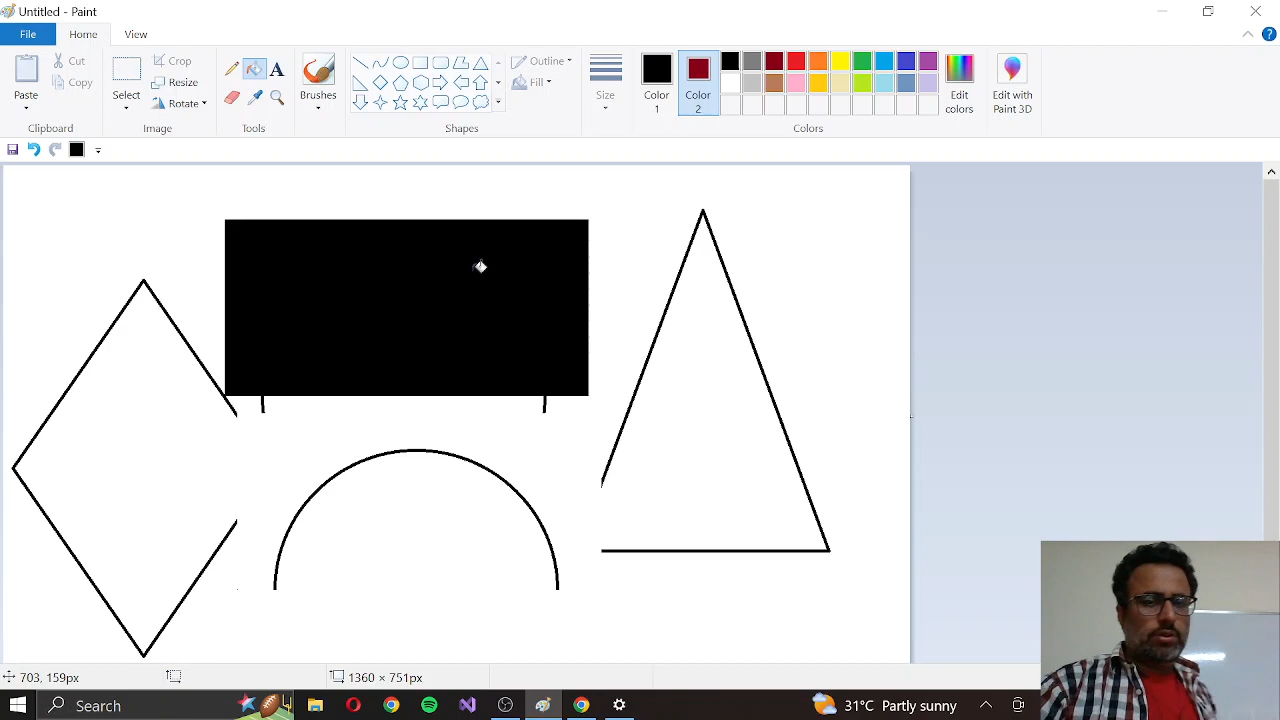 Untitled - Paint
File Home View
Paste
Cut
Copy
Clipboard
Select
Crop
Resize
Rotate
Image
A
Tools
Brushes
Shapes
Outline
Fill
Size
Color 1
Color 2
Colors
Edit colors
Edit with Paint 3D
703, 159px
1360 × 751px
Search
31°C Partly sunny